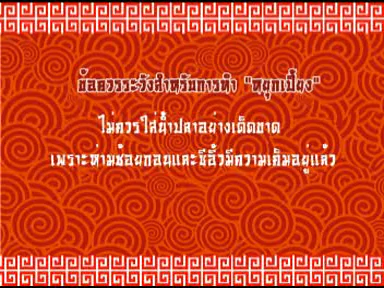 ข้อควรระวังสำหรับการทำ "หมูกเปี้ยง"
ไม่ควรใส่น้ำปลาอย่างเด็ดขาด
เพราะห่ามช้อยกอนและซีอิ้วมีความเค็มอยู่แล้ว